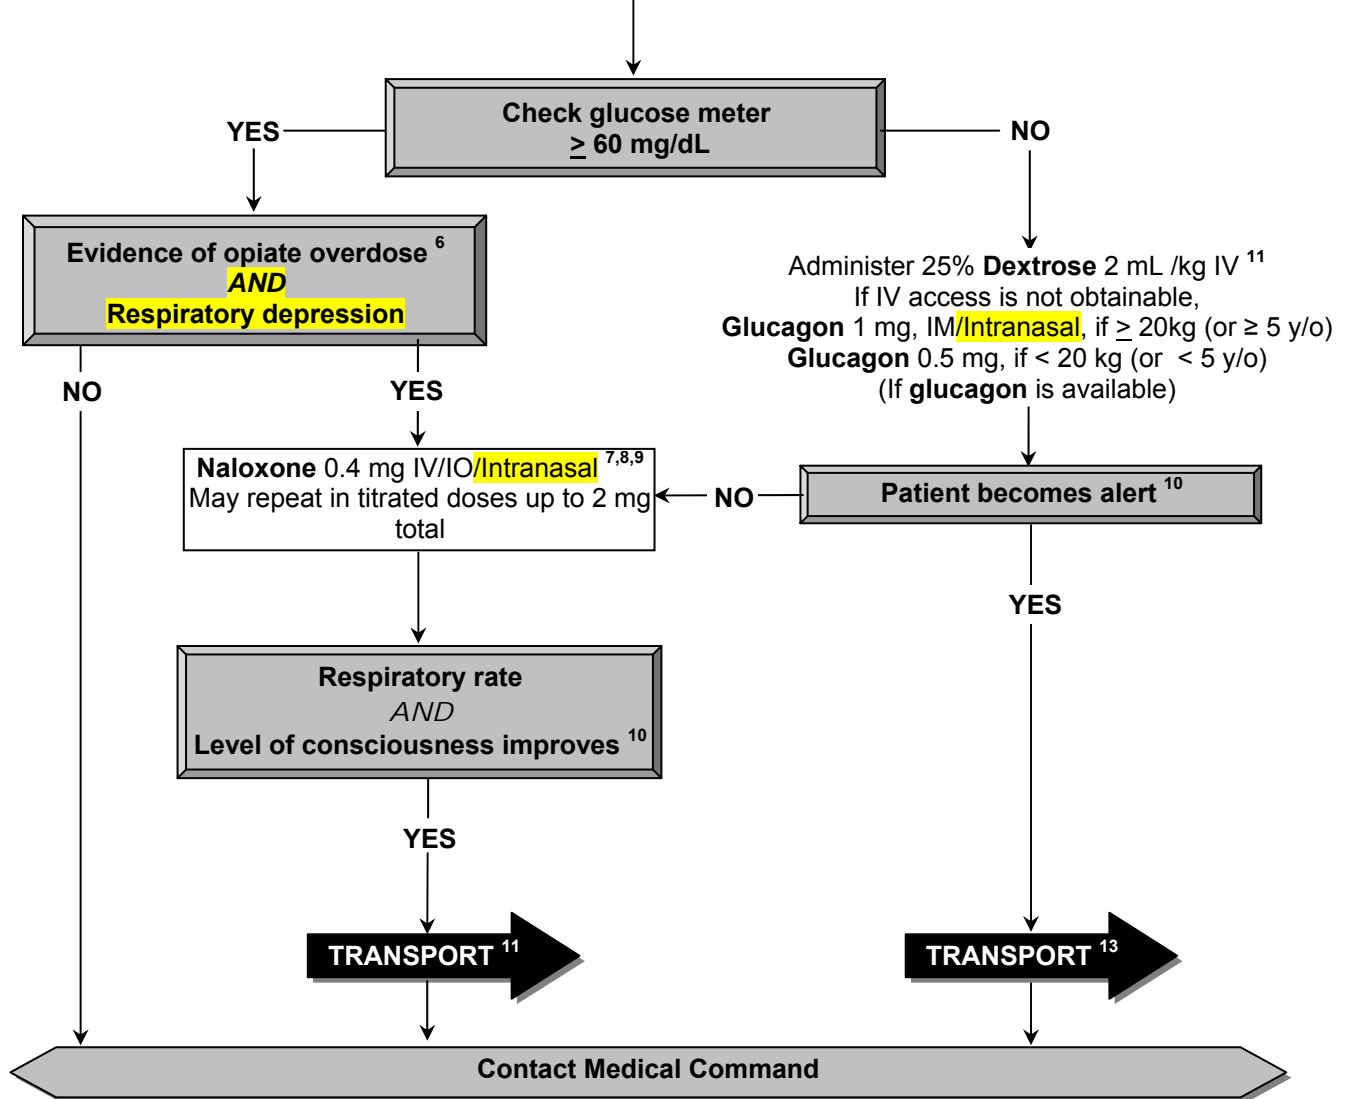 Check glucose meter
≥ 60 mg/dL
YES
NO
Evidence of opiate overdose 6
AND
Respiratory depression
Administer 25% Dextrose 2 mL /kg IV 11
If IV access is not obtainable,
Glucagon 1 mg, IM/Intranasal, if ≥ 20kg (or ≥ 5 y/o)
Glucagon 0.5 mg, if < 20 kg (or < 5 y/o)
(If glucagon is available)
NO
YES
Naloxone 0.4 mg IV/IO/Intranasal 7,8,9
May repeat in titrated doses up to 2 mg
total
NO
Patient becomes alert 10
YES
Respiratory rate
AND
Level of consciousness improves 10
YES
TRANSPORT 11
TRANSPORT 13
Contact Medical Command